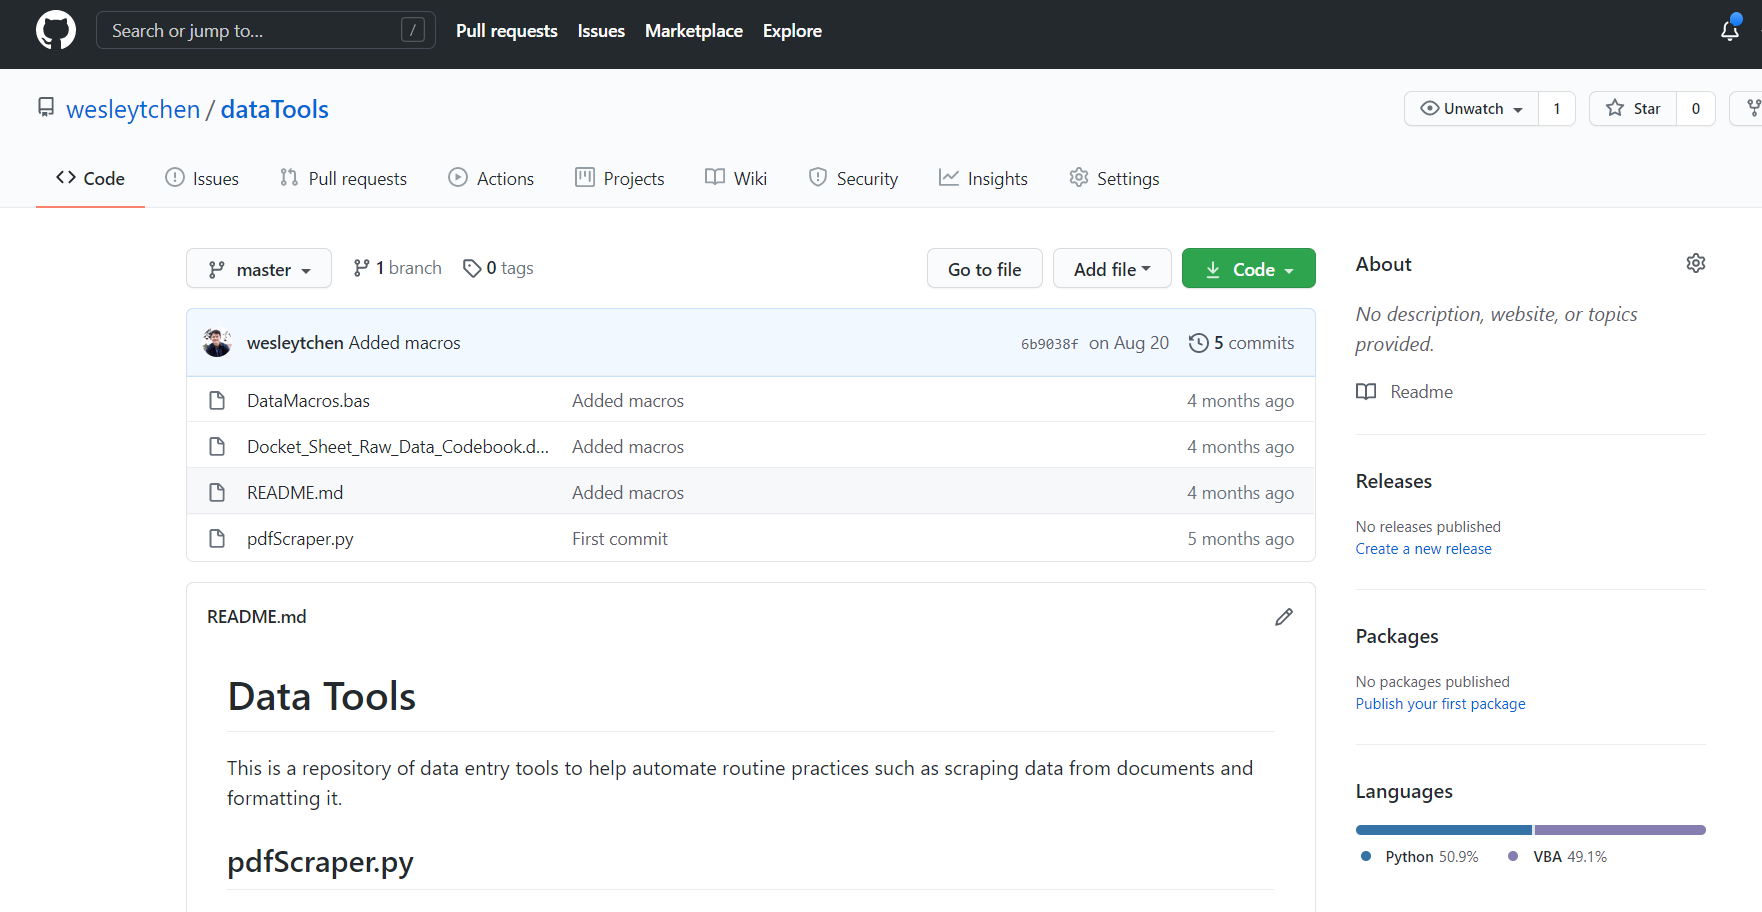 Search or jump to... /
Pull requests Issues Marketplace Explore
wesleytchen / dataTools
Unwatch 1 Star 0
Code Issues Pull requests Actions Projects Wiki Security Insights Settings
master 1 branch 0 tags Go to file Add file Code
wesleytchen Added macros 6b9038f on Aug 20 5 commits
DataMacros.bas Added macros 4 months ago
Docket_Sheet_Raw_Data_Codebook.d... Added macros 4 months ago
README.md Added macros 4 months ago
pdfScraper.py First commit 5 months ago
README.md
Data Tools
This is a repository of data entry tools to help automate routine practices such as scraping data from documents and
formatting it.
pdfScraper.py
About
No description, website, or topics
provided.
Readme
Releases
No releases published
Create a new release
Packages
No packages published
Publish your first package
Languages
Python 50.9% VBA 49.1%